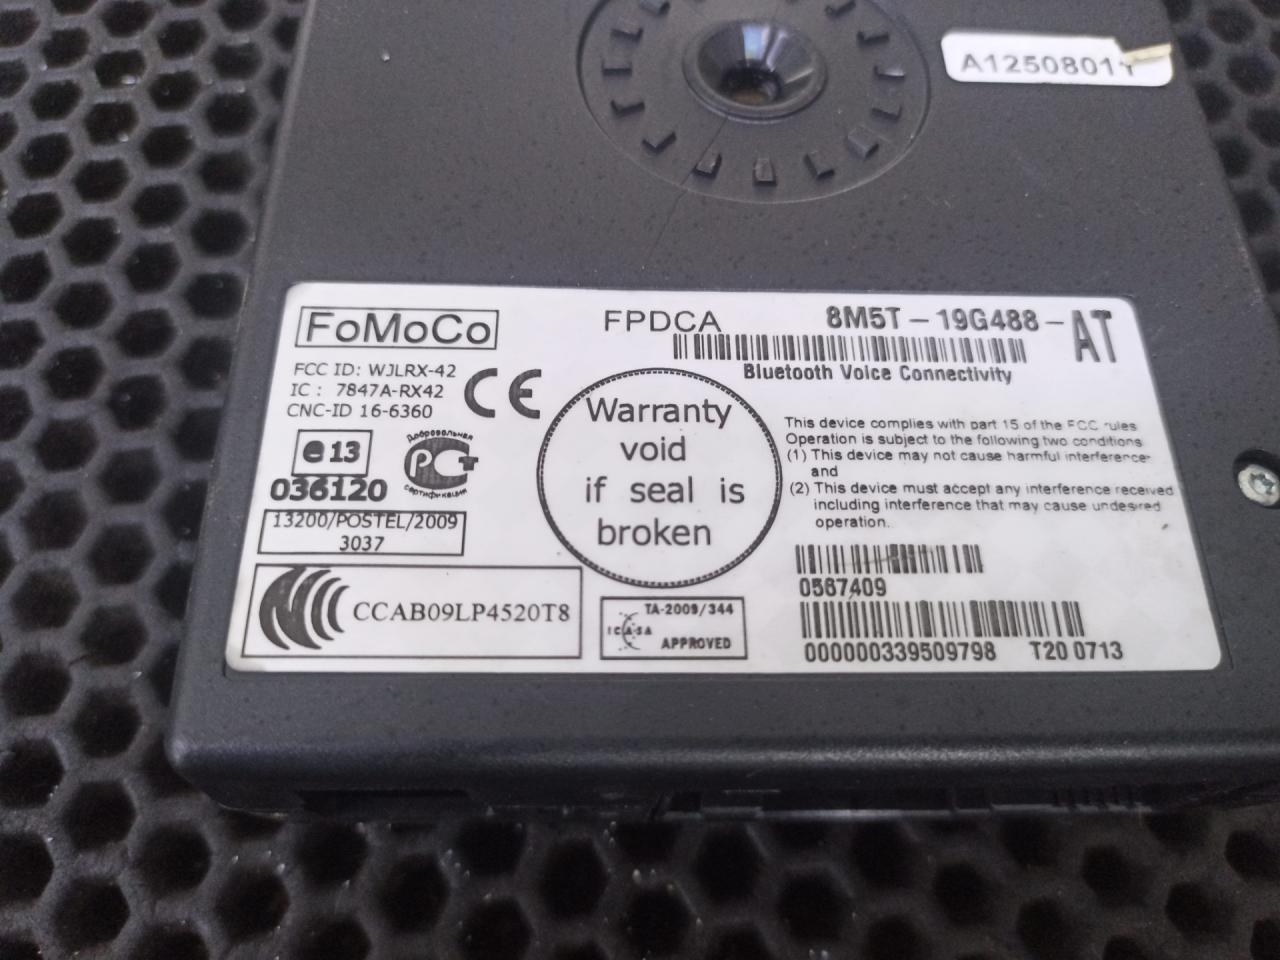 A12508011
FoMoCo
FPDCA
8M5T-19G488-AT
Bluetooth Voice Connectivity
FCC ID: WJLRX-42
IC : 7847A-RX42
CNC-ID 16-6360
CE
e13
036120
Добровольная
РСТ
сертификация
13200/POSTEL/2009
3037
CCAB09LP4520T8
Warranty
void
if seal is
broken
TA-2009/344
ICASA
APPROVED
This device complies with part 15 of the FCC rules
Operation is subject to the following two conditions
(1) This device may not cause harmful interference
and
(2) This device must accept any interference received
including interference that may cause undesired
operation.
0567409
000000339509798 T20 0713